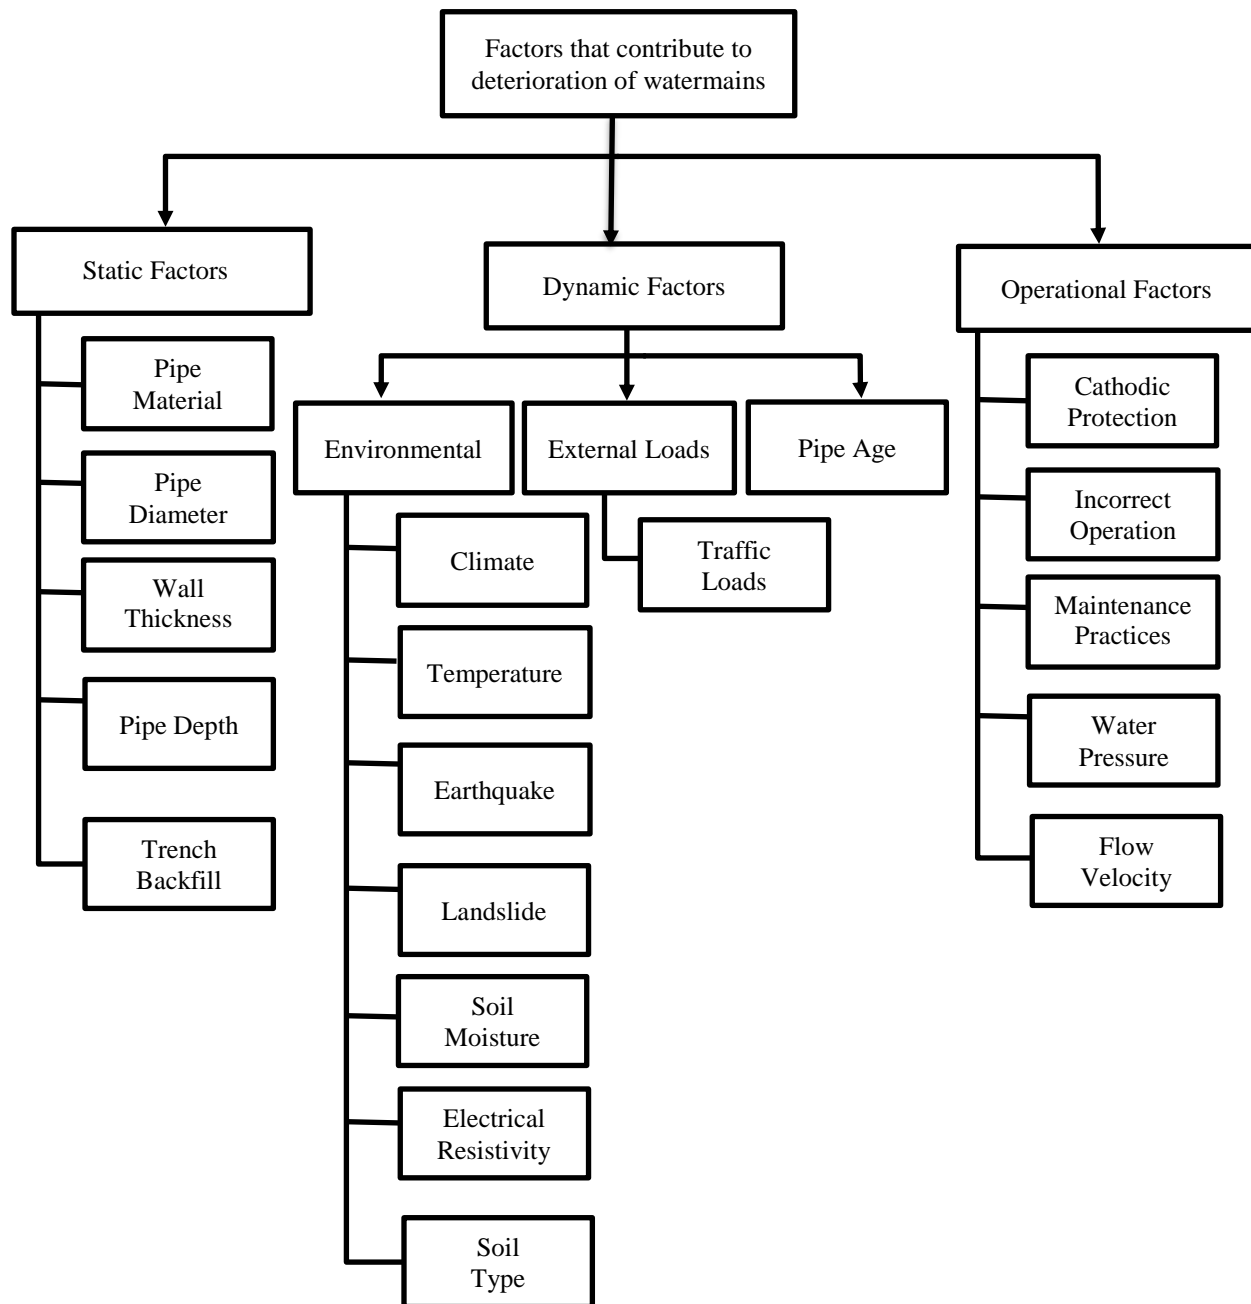 Factors that contribute to
deterioration of watermains
Static Factors
Dynamic Factors
Operational Factors
Pipe
Material
Pipe
Diameter
Wall
Thickness
Pipe Depth
Trench
Backfill
Environmental
External Loads
Pipe Age
Climate
Temperature
Earthquake
Landslide
Soil
Moisture
Electrical
Resistivity
Soil
Type
Traffic
Loads
Cathodic
Protection
Incorrect
Operation
Maintenance
Practices
Water
Pressure
Flow
Velocity